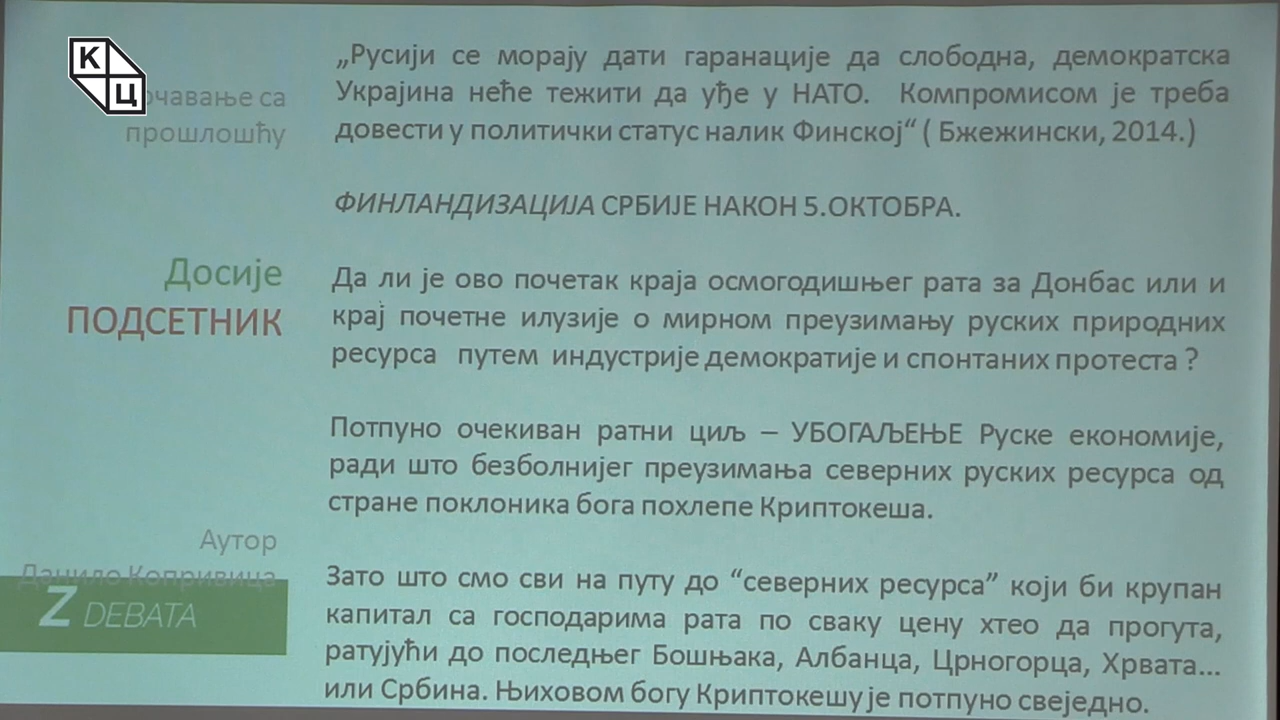 К
Ц
очавање са
прошлошћу
Досије
ПОДСЕТНИК
Аутор
Данило Копривица
Z DEBATA
„Русији се морају дати гаранације да слободна, демократска
Украјина неће тежити да уђе у НАТО. Компромисом је треба
довести у политички статус налик Финској“ ( Бжежински, 2014.)
ФИНЛАНДИЗАЦИЈА СРБИЈЕ НАКОН 5.ОКТОБРА.
Да ли је ово почетак краја осмогодишњег рата за Донбас или и
крај почетне илузије о мирном преузимању руских природних
ресурса путем индустрије демократије и спонтаних протеста ?
Потпуно очекиван ратни циљ – УБОГАЉЕЊЕ Руске економије,
ради што безболнијег преузимања северних руских ресурса од
стране поклоника бога похлепе Криптокеша.
Зато што смо сви на путу до “северних ресурса” који би крупан
капитал са господарима рата по сваку цену хтео да прогута,
ратујући до последњег Бошњака, Албанца, Црногорца, Хрвата...
или Србина. Њиховом богу Криптокешу је потпуно свеједно.